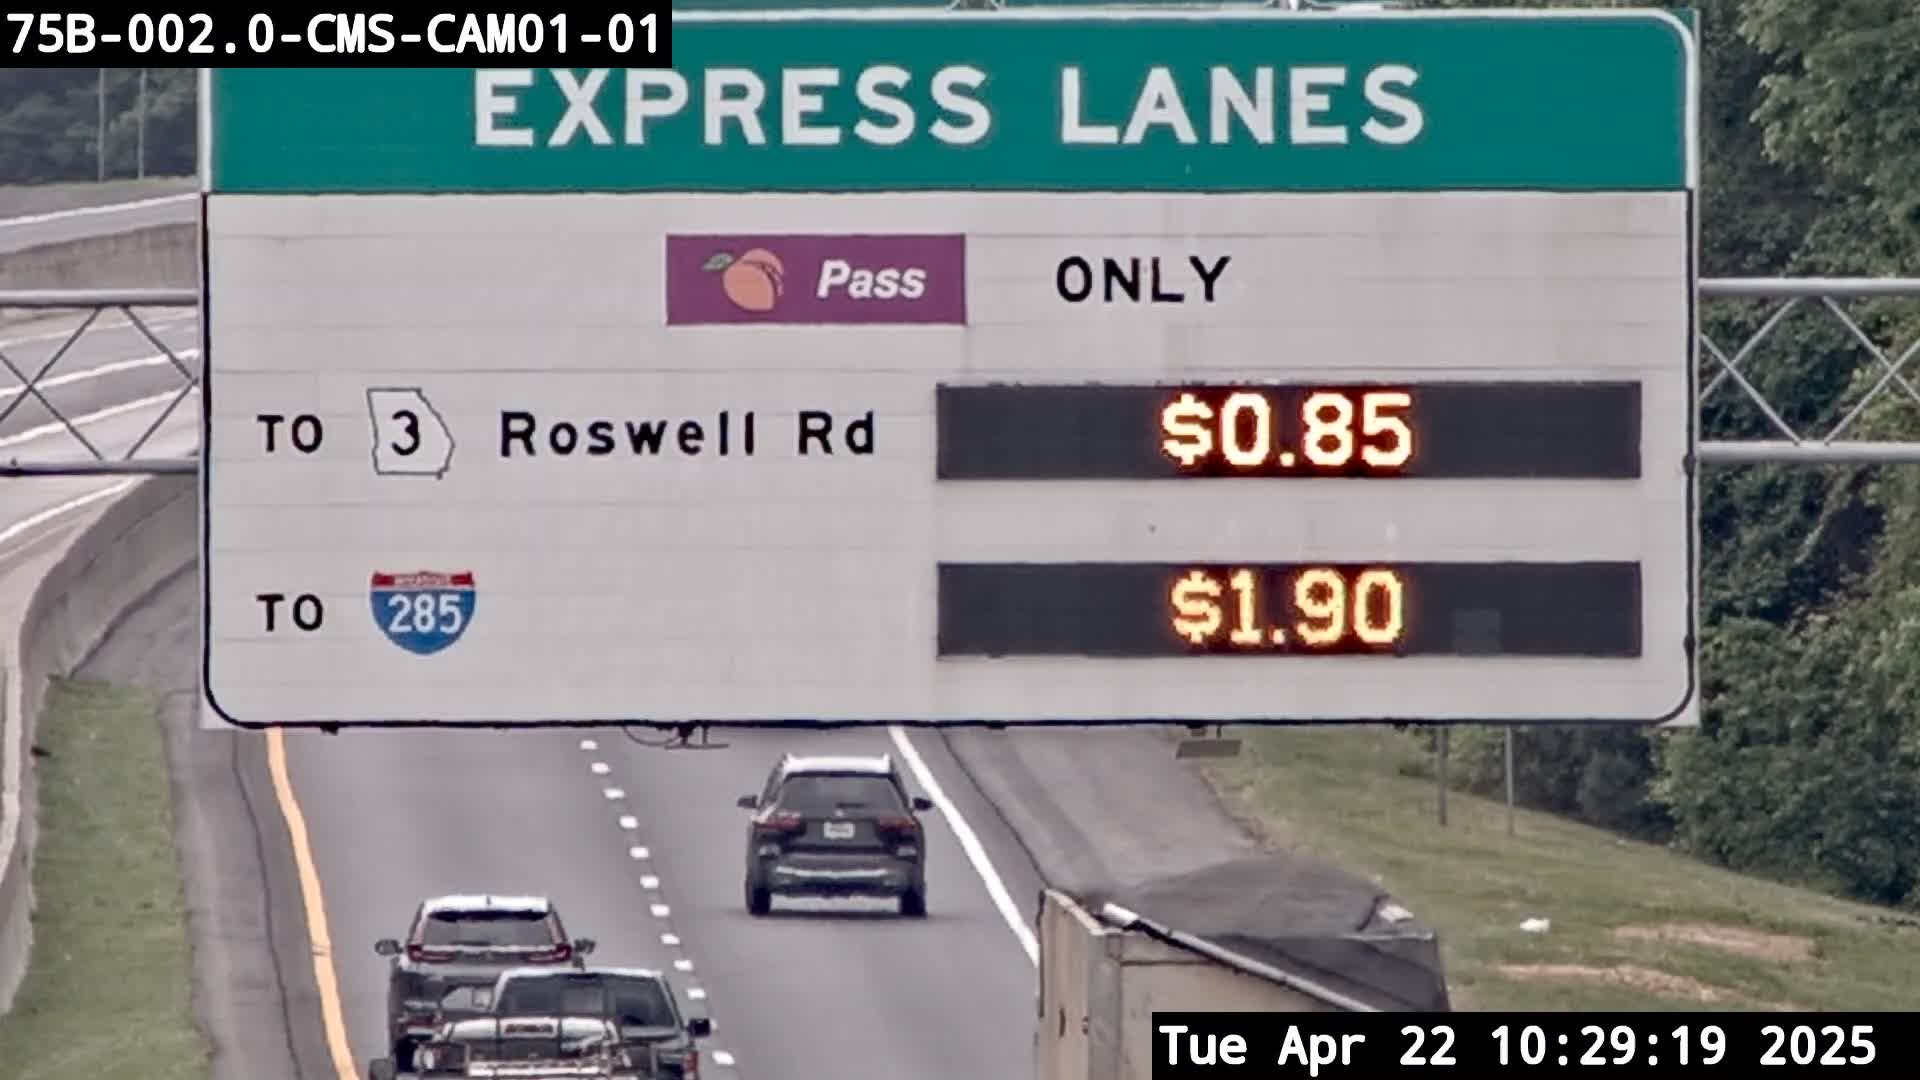 75B-002.0-CMS-CAM01-01
EXPRESS LANES
Pass ONLY
TO 3 Roswell Rd $0.85
TO 285 $1.90
Tue Apr 22 10:29:19 2025